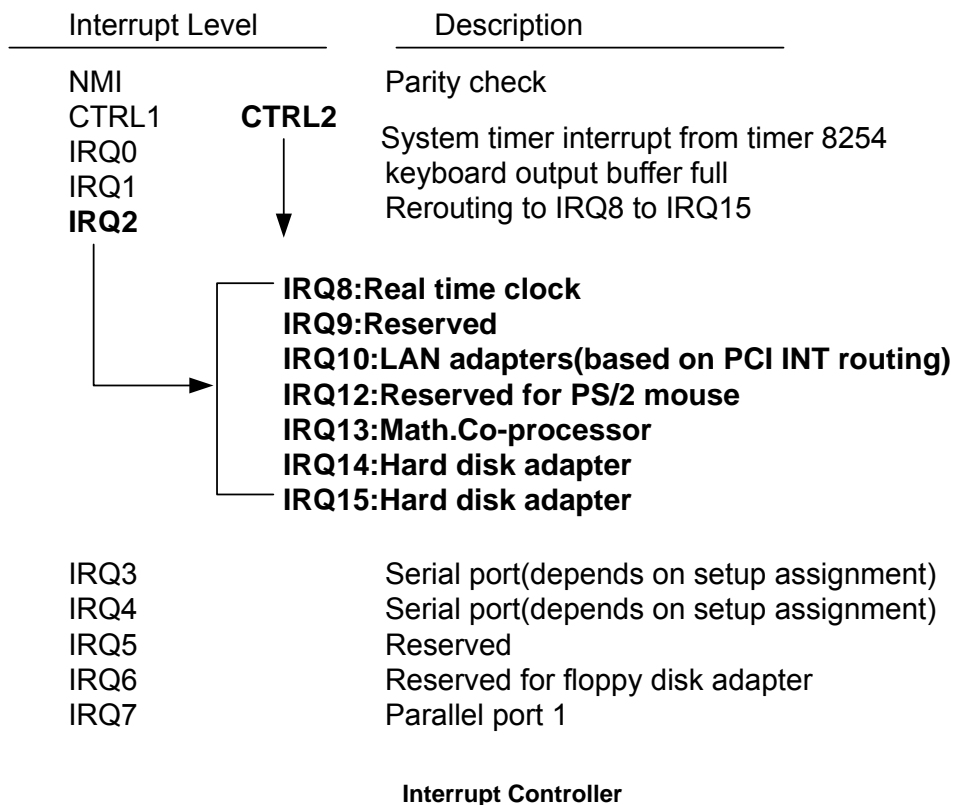 Interrupt Level Description
NMI Parity check
CTRL1 CTRL2
IRQ0 System timer interrupt from timer 8254
IRQ1 keyboard output buffer full
IRQ2 Rerouting to IRQ8 to IRQ15
IRQ8:Real time clock
IRQ9:Reserved
IRQ10:LAN adapters(based on PCI INT routing)
IRQ12:Reserved for PS/2 mouse
IRQ13:Math.Co-processor
IRQ14:Hard disk adapter
IRQ15:Hard disk adapter
IRQ3 Serial port(depends on setup assignment)
IRQ4 Serial port(depends on setup assignment)
IRQ5 Reserved
IRQ6 Reserved for floppy disk adapter
IRQ7 Parallel port 1
Interrupt Controller